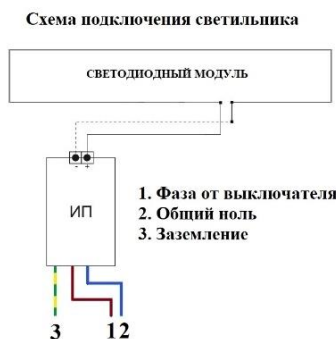 Схема подключения светильника
СВЕТОДИОДНЫЙ МОДУЛЬ
- +
ИП
1. Фаза от выключателя
2. Общий ноль
3. Заземление
3 12